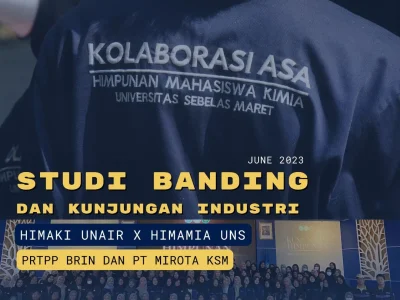 KOLABORASI ASA
HIMPUNAN MAHASISWA KIMIA
UNIVERSITAS SEBELAS MARET
JUNE 2023
STUDI BANDING
DAN KUNJUNGAN INDUSTRI
HIMAKI UNAIR X HIMAMIA UNS
PRTPP BRIN DAN PT MIROTA KSM